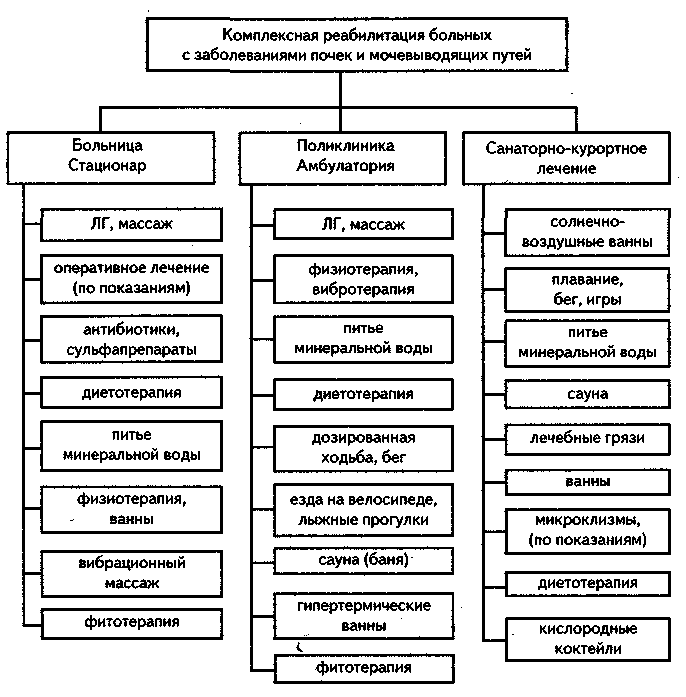 Комплексная реабилитация больных
с заболеваниями почек и мочевыводящих путей
Больница
Стационар
ЛГ, массаж
оперативное лечение
(по показаниям)
антибиотики,
сульфапрепараты
диетотерапия
питье
минеральной воды
физиотерапия,
ванны
вибрационный
массаж
фитотерапия
Поликлиника
Амбулатория
ЛГ, массаж
физиотерапия,
вибротерапия
питье
минеральной воды
диетотерапия
дозированная
ходьба, бег
езда на велосипеде,
лыжные прогулки
сауна (баня)
гипертермические
ванны
фитотерапия
Санаторно-курортное
лечение
солнечно-
воздушные ванны
плавание,
бег, игры
питье
минеральной воды
сауна
лечебные грязи
ванны
микроклизмы,
(по показаниям)
диетотерапия
кислородные
коктейли